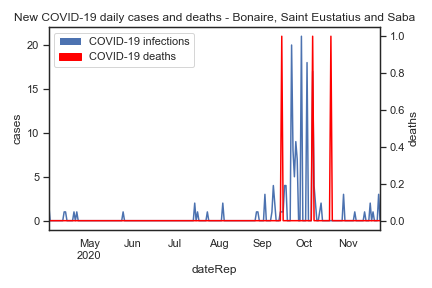 New COVID-19 daily cases and deaths - Bonaire, Saint Eustatius and Saba
COVID-19 infections
COVID-19 deaths
20
15
10
5
0
cases
1.0
0.8
0.6
0.4
0.2
0.0
deaths
May Jun Jul Aug Sep Oct Nov
2020
dateRep